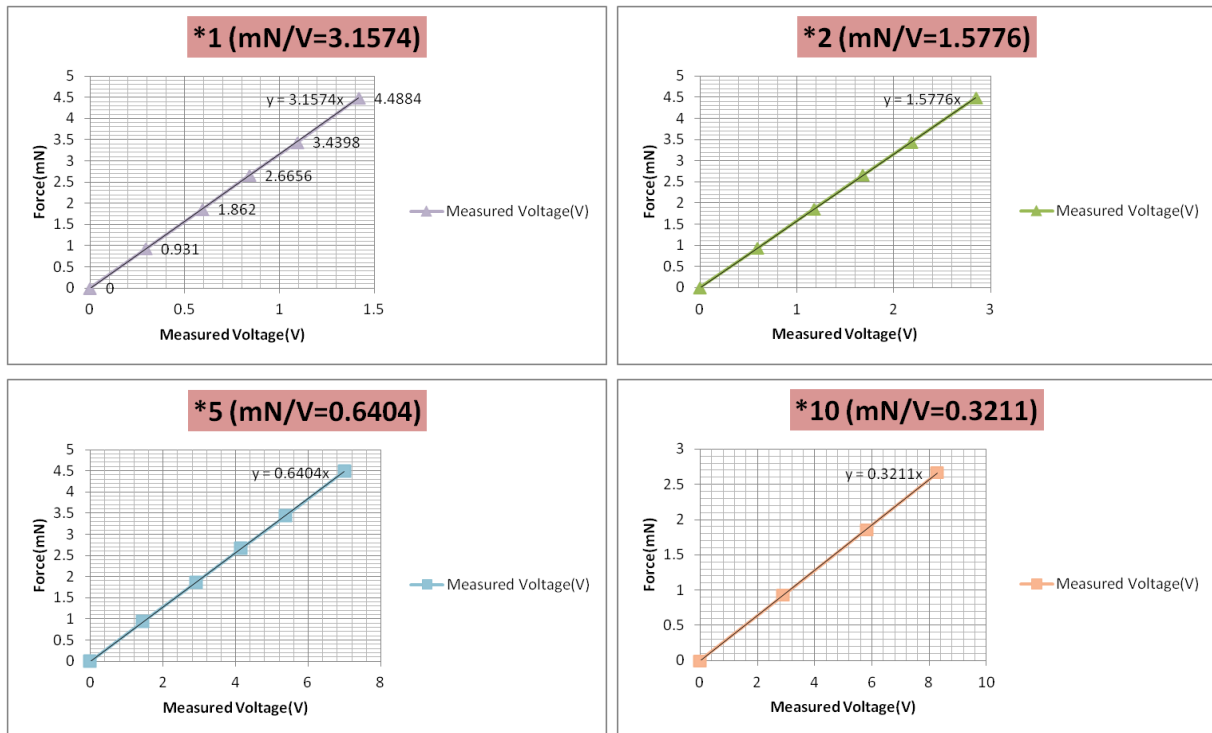 *1 (mN/V=3.1574)
5
4.5
4
3.5
3
2.5
2
1.5
1
0.5
0
y = 3.1574x
4.4884
3.4398
2.6656
1.862
0.931
0
Force(mN)
Measured Voltage(V)
0 0.5 1 1.5
Measured Voltage(V)
*2 (mN/V=1.5776)
5
4.5
4
3.5
3
2.5
2
1.5
1
0.5
0
y = 1.5776x
Force(mN)
Measured Voltage(V)
0 1 2 3
Measured Voltage(V)
*5 (mN/V=0.6404)
5
4.5
4
3.5
3
2.5
2
1.5
1
0.5
0
y = 0.6404x
Force(mN)
Measured Voltage(V)
0 2 4 6 8
Measured Voltage(V)
*10 (mN/V=0.3211)
3
2.5
2
1.5
1
0.5
0
y = 0.3211x
Force(mN)
Measured Voltage(V)
0 2 4 6 8 10
Measured Voltage(V)